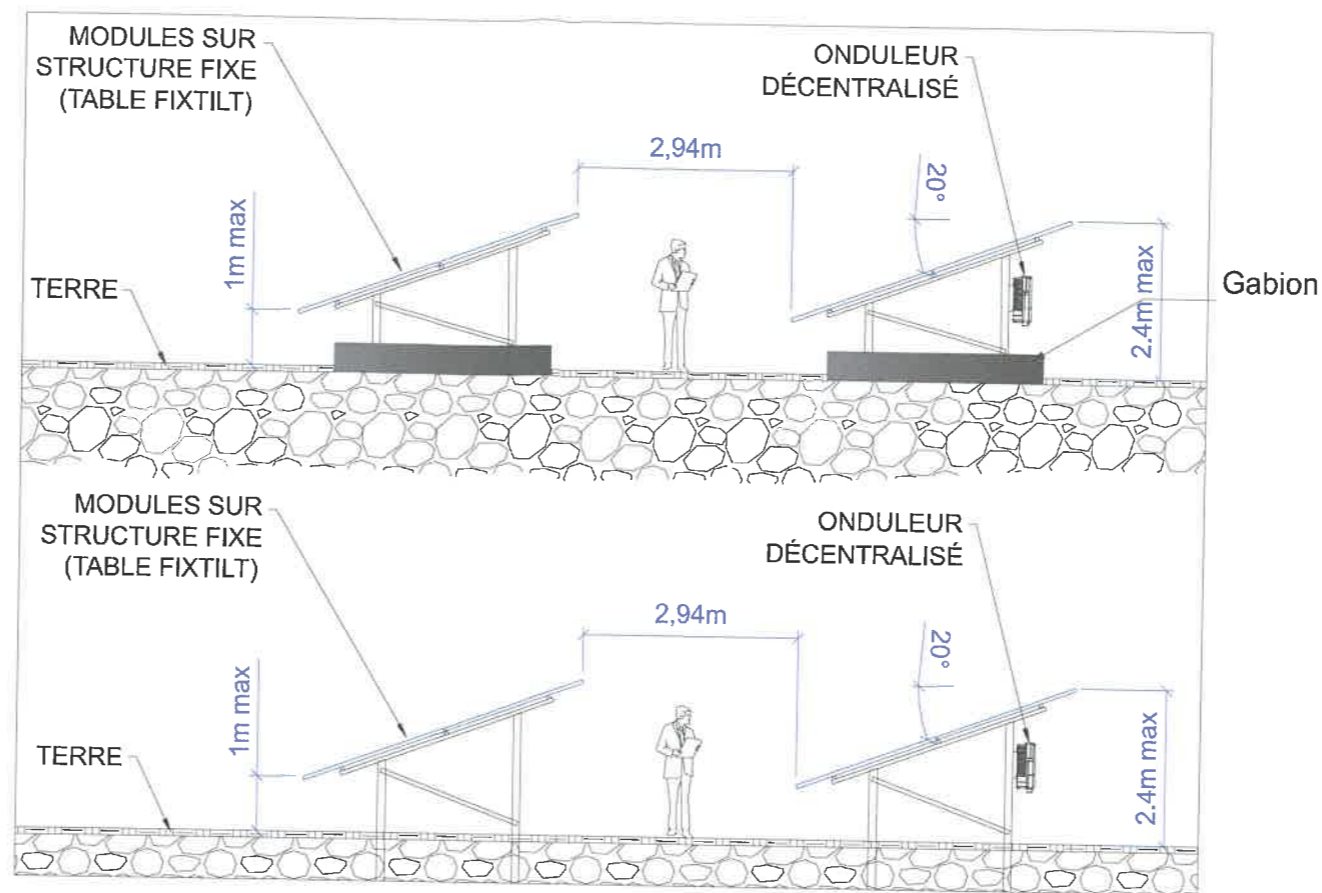 MODULES SUR
STRUCTURE FIXE
(TABLE FIXTILT)
ONDULEUR
DÉCENTRALISÉ
2,94m
20°
1m max
TERRE
2.4m max
Gabion
MODULES SUR
STRUCTURE FIXE
(TABLE FIXTILT)
ONDULEUR
DÉCENTRALISÉ
2,94m
20°
1m max
TERRE
2.4m max